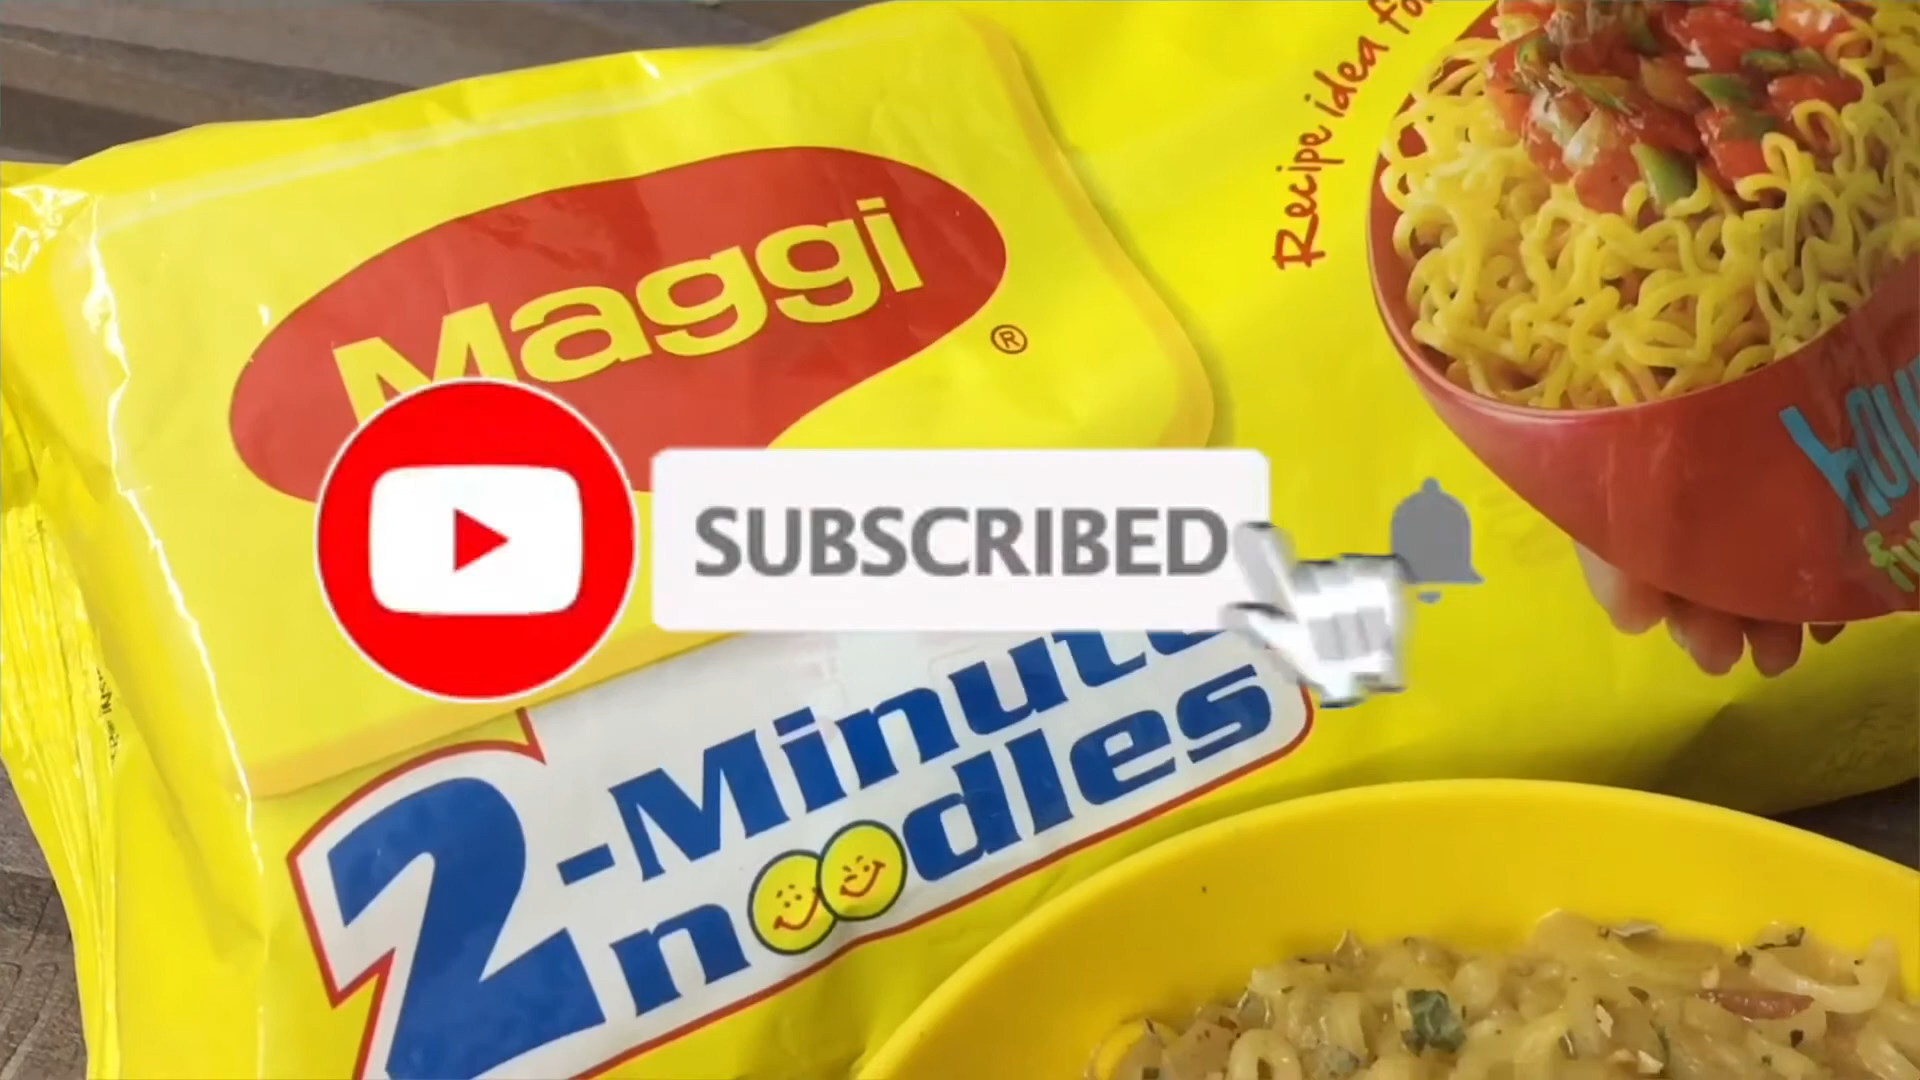 Recipe idea
Maggi
®
SUBSCRIBED
2-Minute
noodles